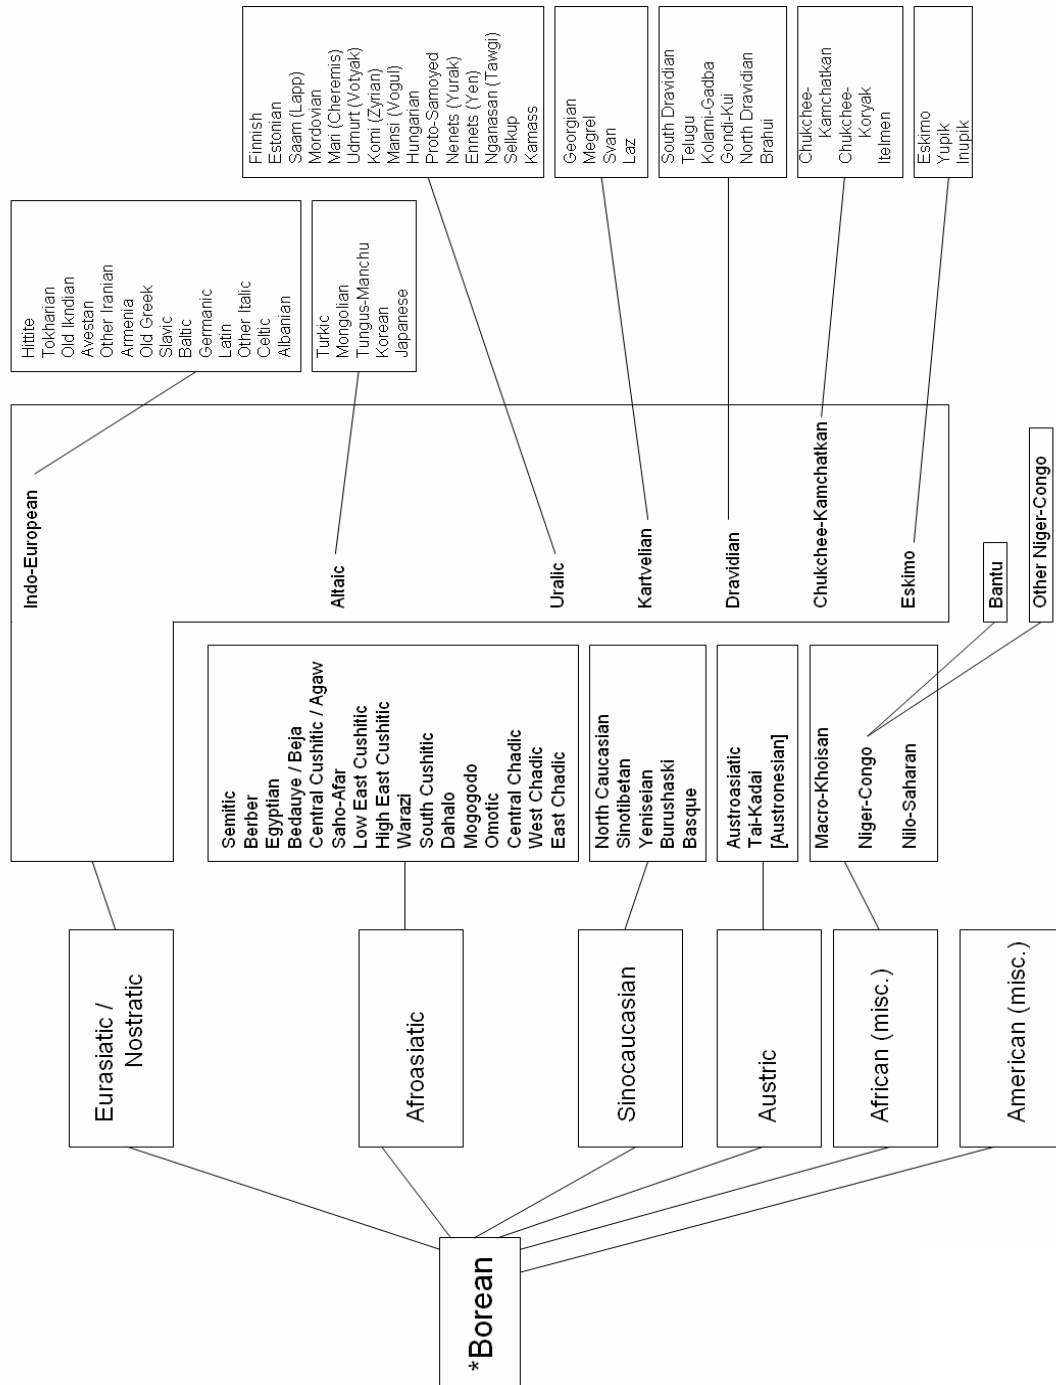 *Borean
Eurasiatic /
Nostratic
Afroasiatic
Sinocaucasian
Austric
African (misc.)
American (misc.)
Indo-European
Altaic
Uralic
Kartvelian
Dravidian
Chukchee-Kamchatkan
Eskimo
Semitic
Berber
Egyptian
Bedauye / Beja
Central Cushitic / Agaw
Saho-Afar
Low East Cushitic
High East Cushitic
Warazi
South Cushitic
Dahalo
Mogogodo
Omotic
Central Chadic
West Chadic
East Chadic
North Caucasian
Sinotibetan
Yeniseian
Burushaski
Basque
Austroasiatic
Tai-Kadai
[Austronesian]
Macro-Khoisan
Niger-Congo
Nilo-Saharan
Bantu
Other Niger-Congo
Hittite
Tokharian
Old Ikndian
Avestan
Other Iranian
Armenia
Old Greek
Slavic
Baltic
Germanic
Latin
Other Italic
Celtic
Albanian
Turkic
Mongolian
Tungus-Manchu
Korean
Japanese
Finnish
Estonian
Saam (Lapp)
Mordovian
Mari (Cheremis)
Udmurt (Votyak)
Komi (Zyrian)
Mansi (Vogul)
Hungarian
Proto-Samoyed
Nenets (Yurak)
Ennets (Yen)
Nganasan (Tawgi)
Selkup
Kamass
Georgian
Megrel
Svan
Laz
South Dravidian
Telugu
Kolami-Gadba
Gondi-Kui
North Dravidian
Brahui
Chukchee-
Kamchatkan
Chukchee-
Koryak
Itelmen
Eskimo
Yupik
Inupik